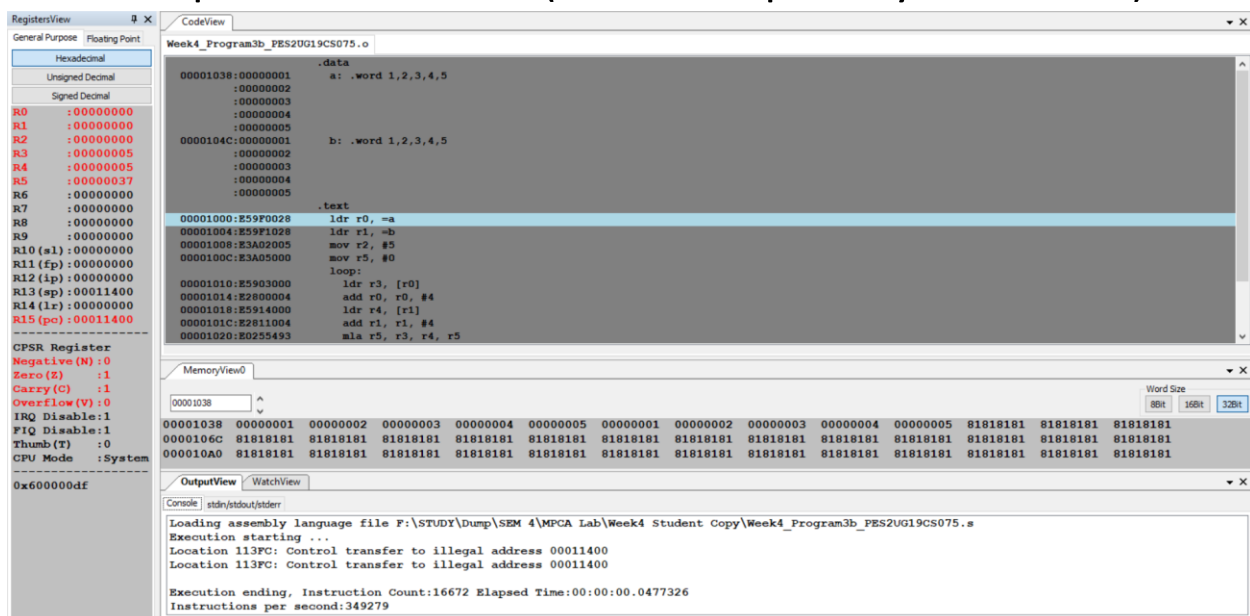 RegistersView
General Purpose Floating Point
Hexadecimal
Unsigned Decimal
Signed Decimal
R0 :00000000
R1 :00000000
R2 :00000000
R3 :00000005
R4 :00000005
R5 :00000037
R6 :00000000
R7 :00000000
R8 :00000000
R9 :00000000
R10(sl):00000000
R11(fp):00000000
R12(ip):00000000
R13(sp):00011400
R14(lr):00000000
R15(pc):00011400
--------------------
CPSR Register
Negative(N):0
Zero(Z) :1
Carry(C) :1
Overflow(V):0
IRQ Disable:1
FIQ Disable:1
Thumb(T) :0
CPU Mode :System
--------------------
0x600000df
CodeView
Week4_Program3b_PES2UG19CS075.o
.data
00001038:00000001 a: .word 1,2,3,4,5
:00000002
:00000003
:00000004
:00000005
0000104C:00000001 b: .word 1,2,3,4,5
:00000002
:00000003
:00000004
:00000005
.text
00001000:E59F0028 ldr r0, =a
00001004:E59F1028 ldr r1, =b
00001008:E3A02005 mov r2, #5
0000100C:E3A05000 mov r5, #0
loop:
00001010:E5903000 ldr r3, [r0]
00001014:E2800004 add r0, r0, #4
00001018:E5914000 ldr r4, [r1]
0000101C:E2811004 add r1, r1, #4
00001020:E0255493 mla r5, r3, r4, r5
MemoryView0
Word Size
00001038 8Bit 16Bit 32Bit
00001038 00000001 00000002 00000003 00000004 00000005 00000001 00000002 00000003 00000004 00000005 81818181 81818181 81818181
0000106C 81818181 81818181 81818181 81818181 81818181 81818181 81818181 81818181 81818181 81818181 81818181 81818181 81818181
000010A0 81818181 81818181 81818181 81818181 81818181 81818181 81818181 81818181 81818181 81818181 81818181 81818181 81818181
OutputView WatchView
Console stdin/stdout/stderr
Loading assembly language file F:\STUDY\Dump\SEM 4\MPCA Lab\Week4 Student Copy\Week4_Program3b_PES2UG19CS075.s
Execution starting ...
Location 113FC: Control transfer to illegal address 00011400
Location 113FC: Control transfer to illegal address 00011400
Execution ending, Instruction Count:16672 Elapsed Time:00:00:00.0477326
Instructions per second:349279